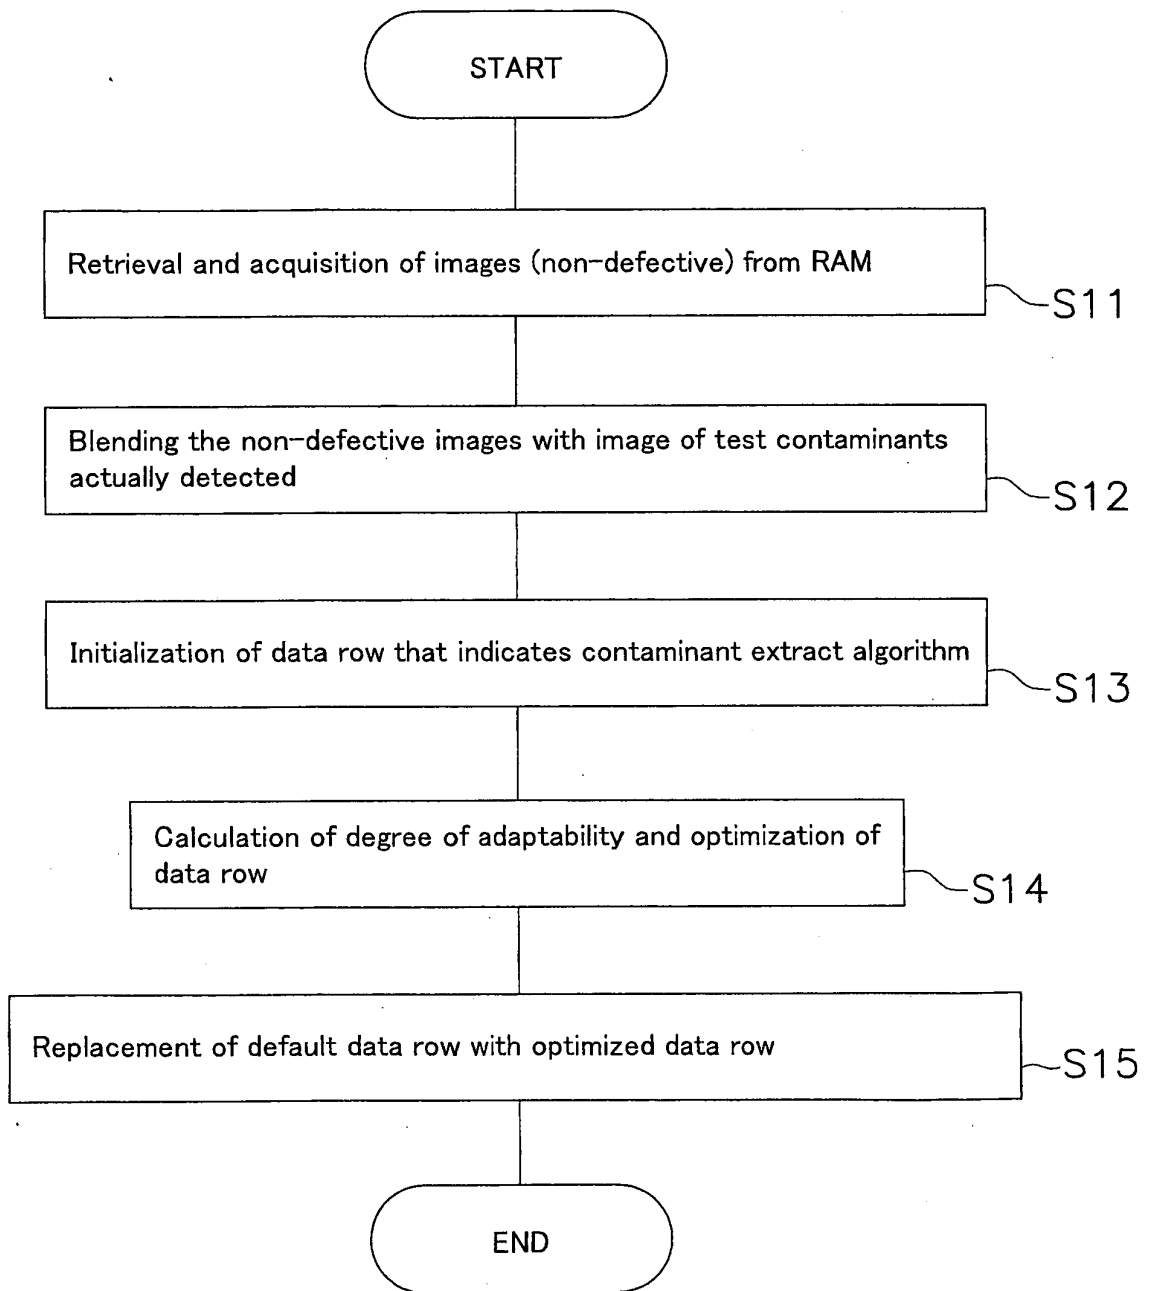 START
Retrieval and acquisition of images (non-defective) from RAM
S11
Blending the non-defective images with image of test contaminants
actually detected
S12
Initialization of data row that indicates contaminant extract algorithm
S13
Calculation of degree of adaptability and optimization of
data row
S14
Replacement of default data row with optimized data row
S15
END